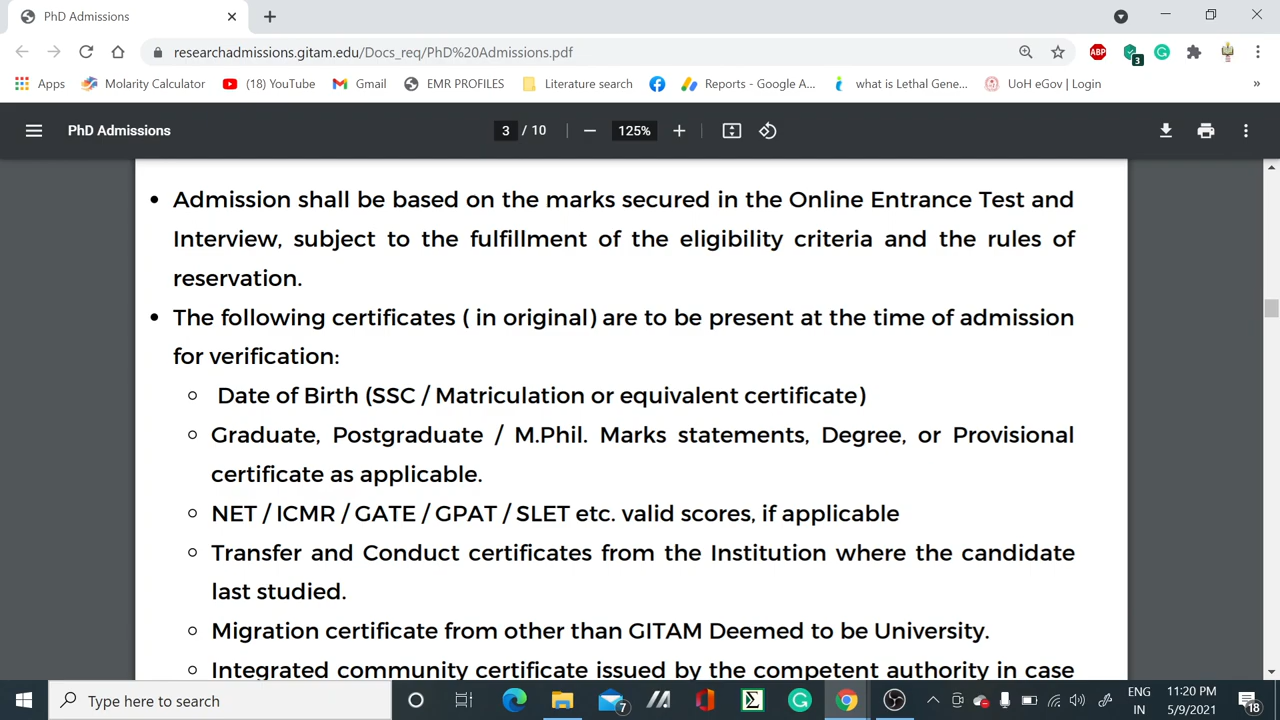 PhD Admissions
researchadmissions.gitam.edu/Docs_req/PhD%20Admissions.pdf
ABP
3
Apps
Molarity Calculator
(18) YouTube
Gmail
EMR PROFILES
Literature search
Reports - Google A...
what is Lethal Gene...
UoH eGov | Login
»
PhD Admissions
3 / 10
125%
• Admission shall be based on the marks secured in the Online Entrance Test and
Interview, subject to the fulfillment of the eligibility criteria and the rules of
reservation.
• The following certificates ( in original) are to be present at the time of admission
for verification:
○ Date of Birth (SSC / Matriculation or equivalent certificate)
○ Graduate, Postgraduate / M.Phil. Marks statements, Degree, or Provisional
certificate as applicable.
○ NET / ICMR / GATE / GPAT / SLET etc. valid scores, if applicable
○ Transfer and Conduct certificates from the Institution where the candidate
last studied.
○ Migration certificate from other than GITAM Deemed to be University.
○ Integrated community certificate issued by the competent authority in case
Type here to search
7
ENG
IN
11:20 PM
5/9/2021
18